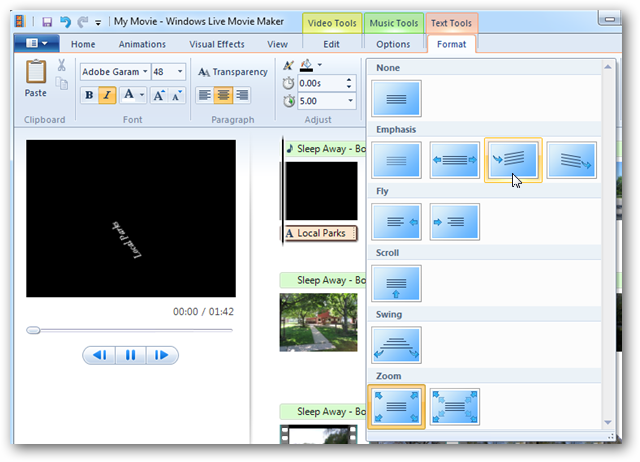 My Movie - Windows Live Movie Maker
Video Tools
Music Tools
Text Tools
Home
Animations
Visual Effects
View
Edit
Options
Format
Paste
Clipboard
Adobe Garam
48
B
I
A
A
A
Font
AA Transparency
Paragraph
A
0.00s
5.00
Adjust
None
Emphasis
Fly
Scroll
Swing
Zoom
Local Parks
00:00 / 01:42
Sleep Away - Bo
A Local Parks
Sleep Away - Bo
Sleep Away - Bo